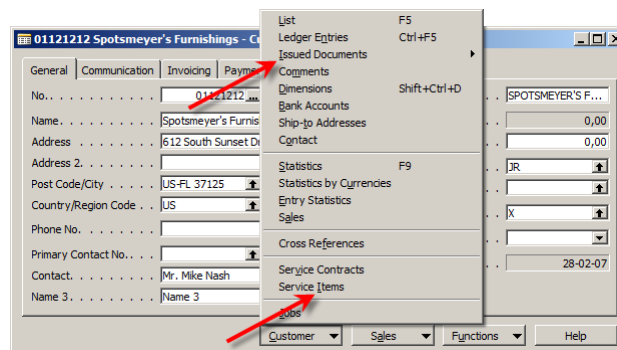 01121212 Spotsmeyer's Furnishings - Cu
General Communication Invoicing Payme
No. . . . . . . . . . . 01121212 ...
Name. . . . . . . . . . Spotsmeyer's Furnis
Address . . . . . . . . 612 South Sunset Dr
Address 2. . . . . . . .
Post Code/City . . . . . US-FL 37125
Country/Region Code . . US
Phone No. . . . . . . .
Primary Contact No. . . .
Contact. . . . . . . . . Mr. Mike Nash
Name 3. . . . . . . . . Name 3
List F5
Ledger Entries Ctrl+F5
Issued Documents
Comments
Dimensions Shift+Ctrl+D
Bank Accounts
Ship-to Addresses
Contact
Statistics F9
Statistics by Currencies
Entry Statistics
Sales
Cross References
Service Contracts
Service Items
Jobs
. . SPOTSMEYER'S F...
. . 0,00
. . 0,00
. . JR
. .
. . X
. .
. . 28-02-07
Customer Sales Functions Help